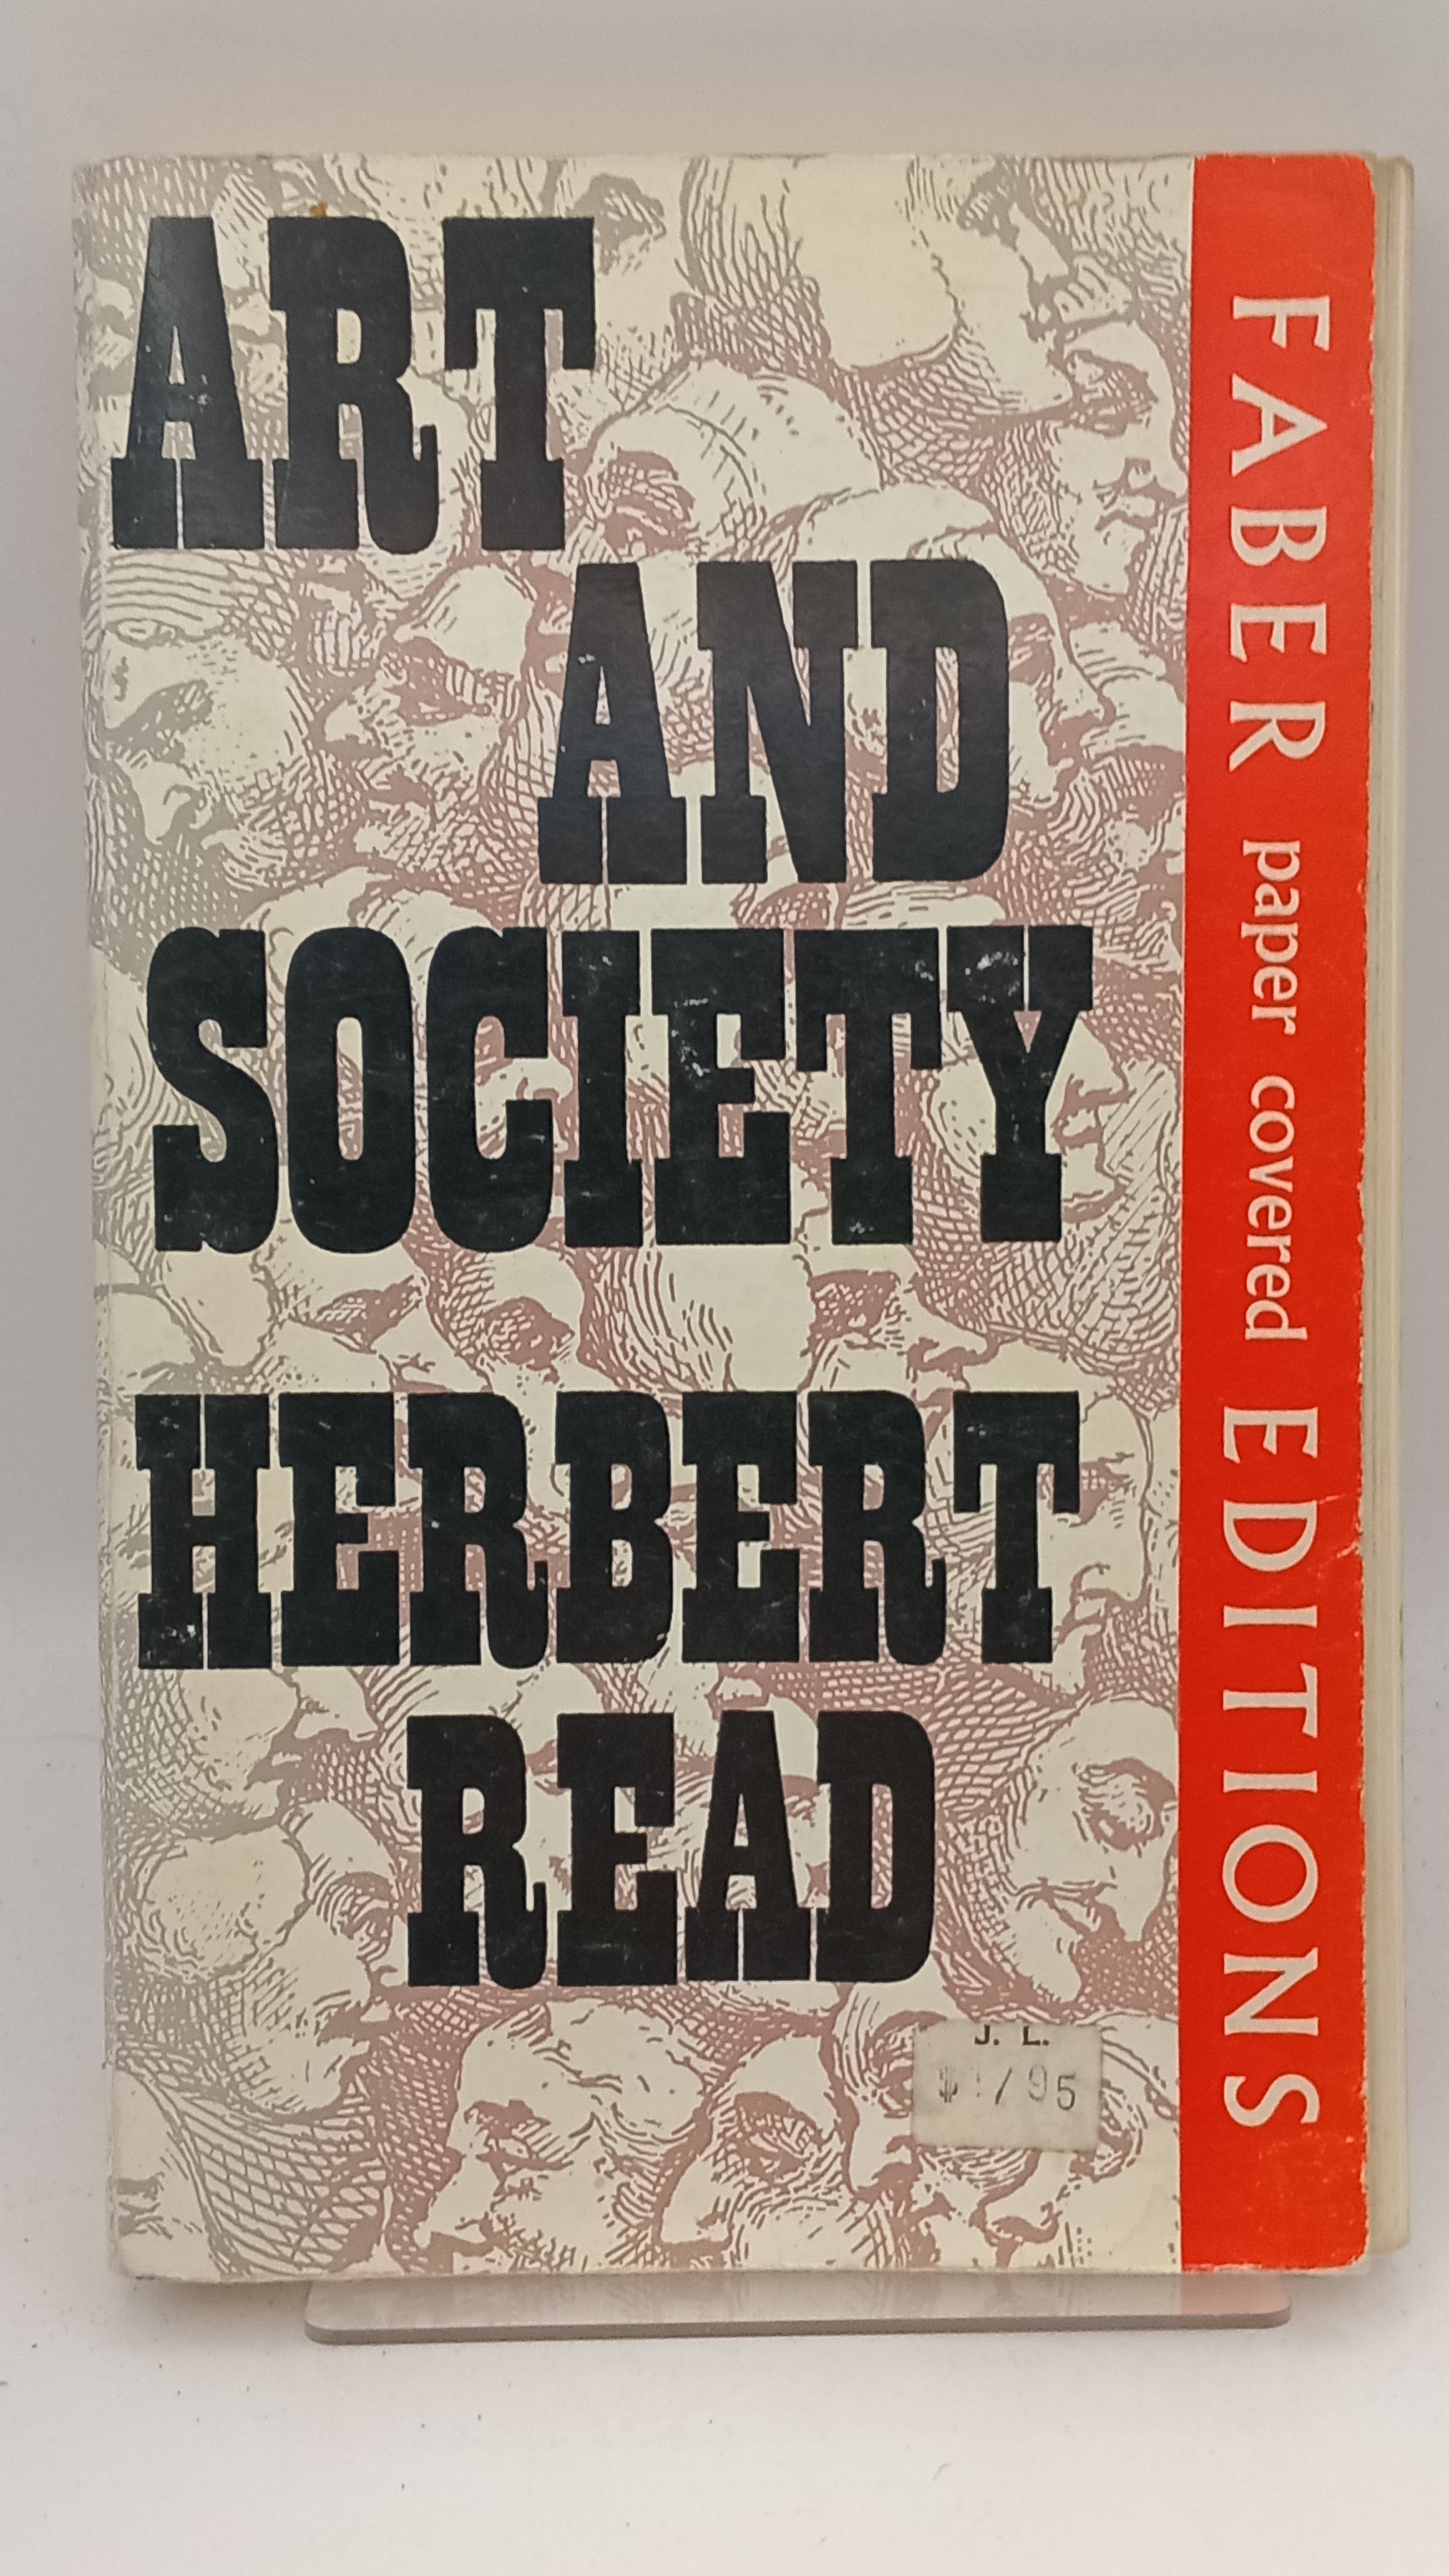 ART
AND
SOCIETY
HERBERT
READ
FABER paper covered EDITIONS
J. L.